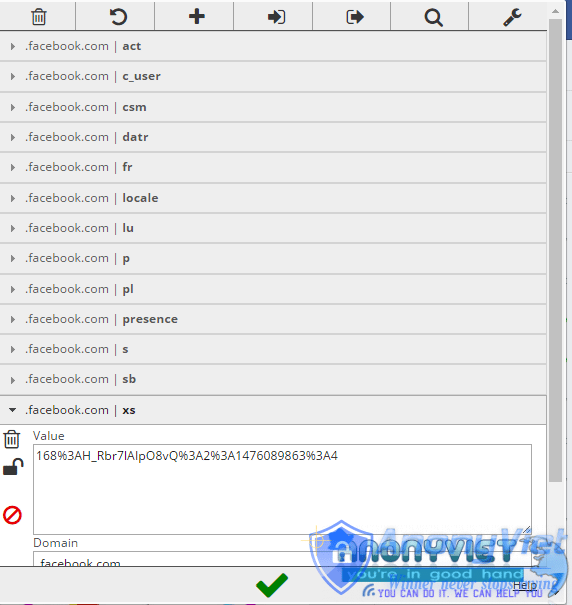 .facebook.com | act
.facebook.com | c_user
.facebook.com | csm
.facebook.com | datr
.facebook.com | fr
.facebook.com | locale
.facebook.com | lu
.facebook.com | p
.facebook.com | pl
.facebook.com | presence
.facebook.com | s
.facebook.com | sb
.facebook.com | xs
Value
168%3AH_Rbr7IAIpO8vQ%3A2%3A1476089863%3A4
Domain
.facebook.com
ANONYVIET
you're in good hand
Help
YOU CAN DO IT. WE CAN HELP YOU